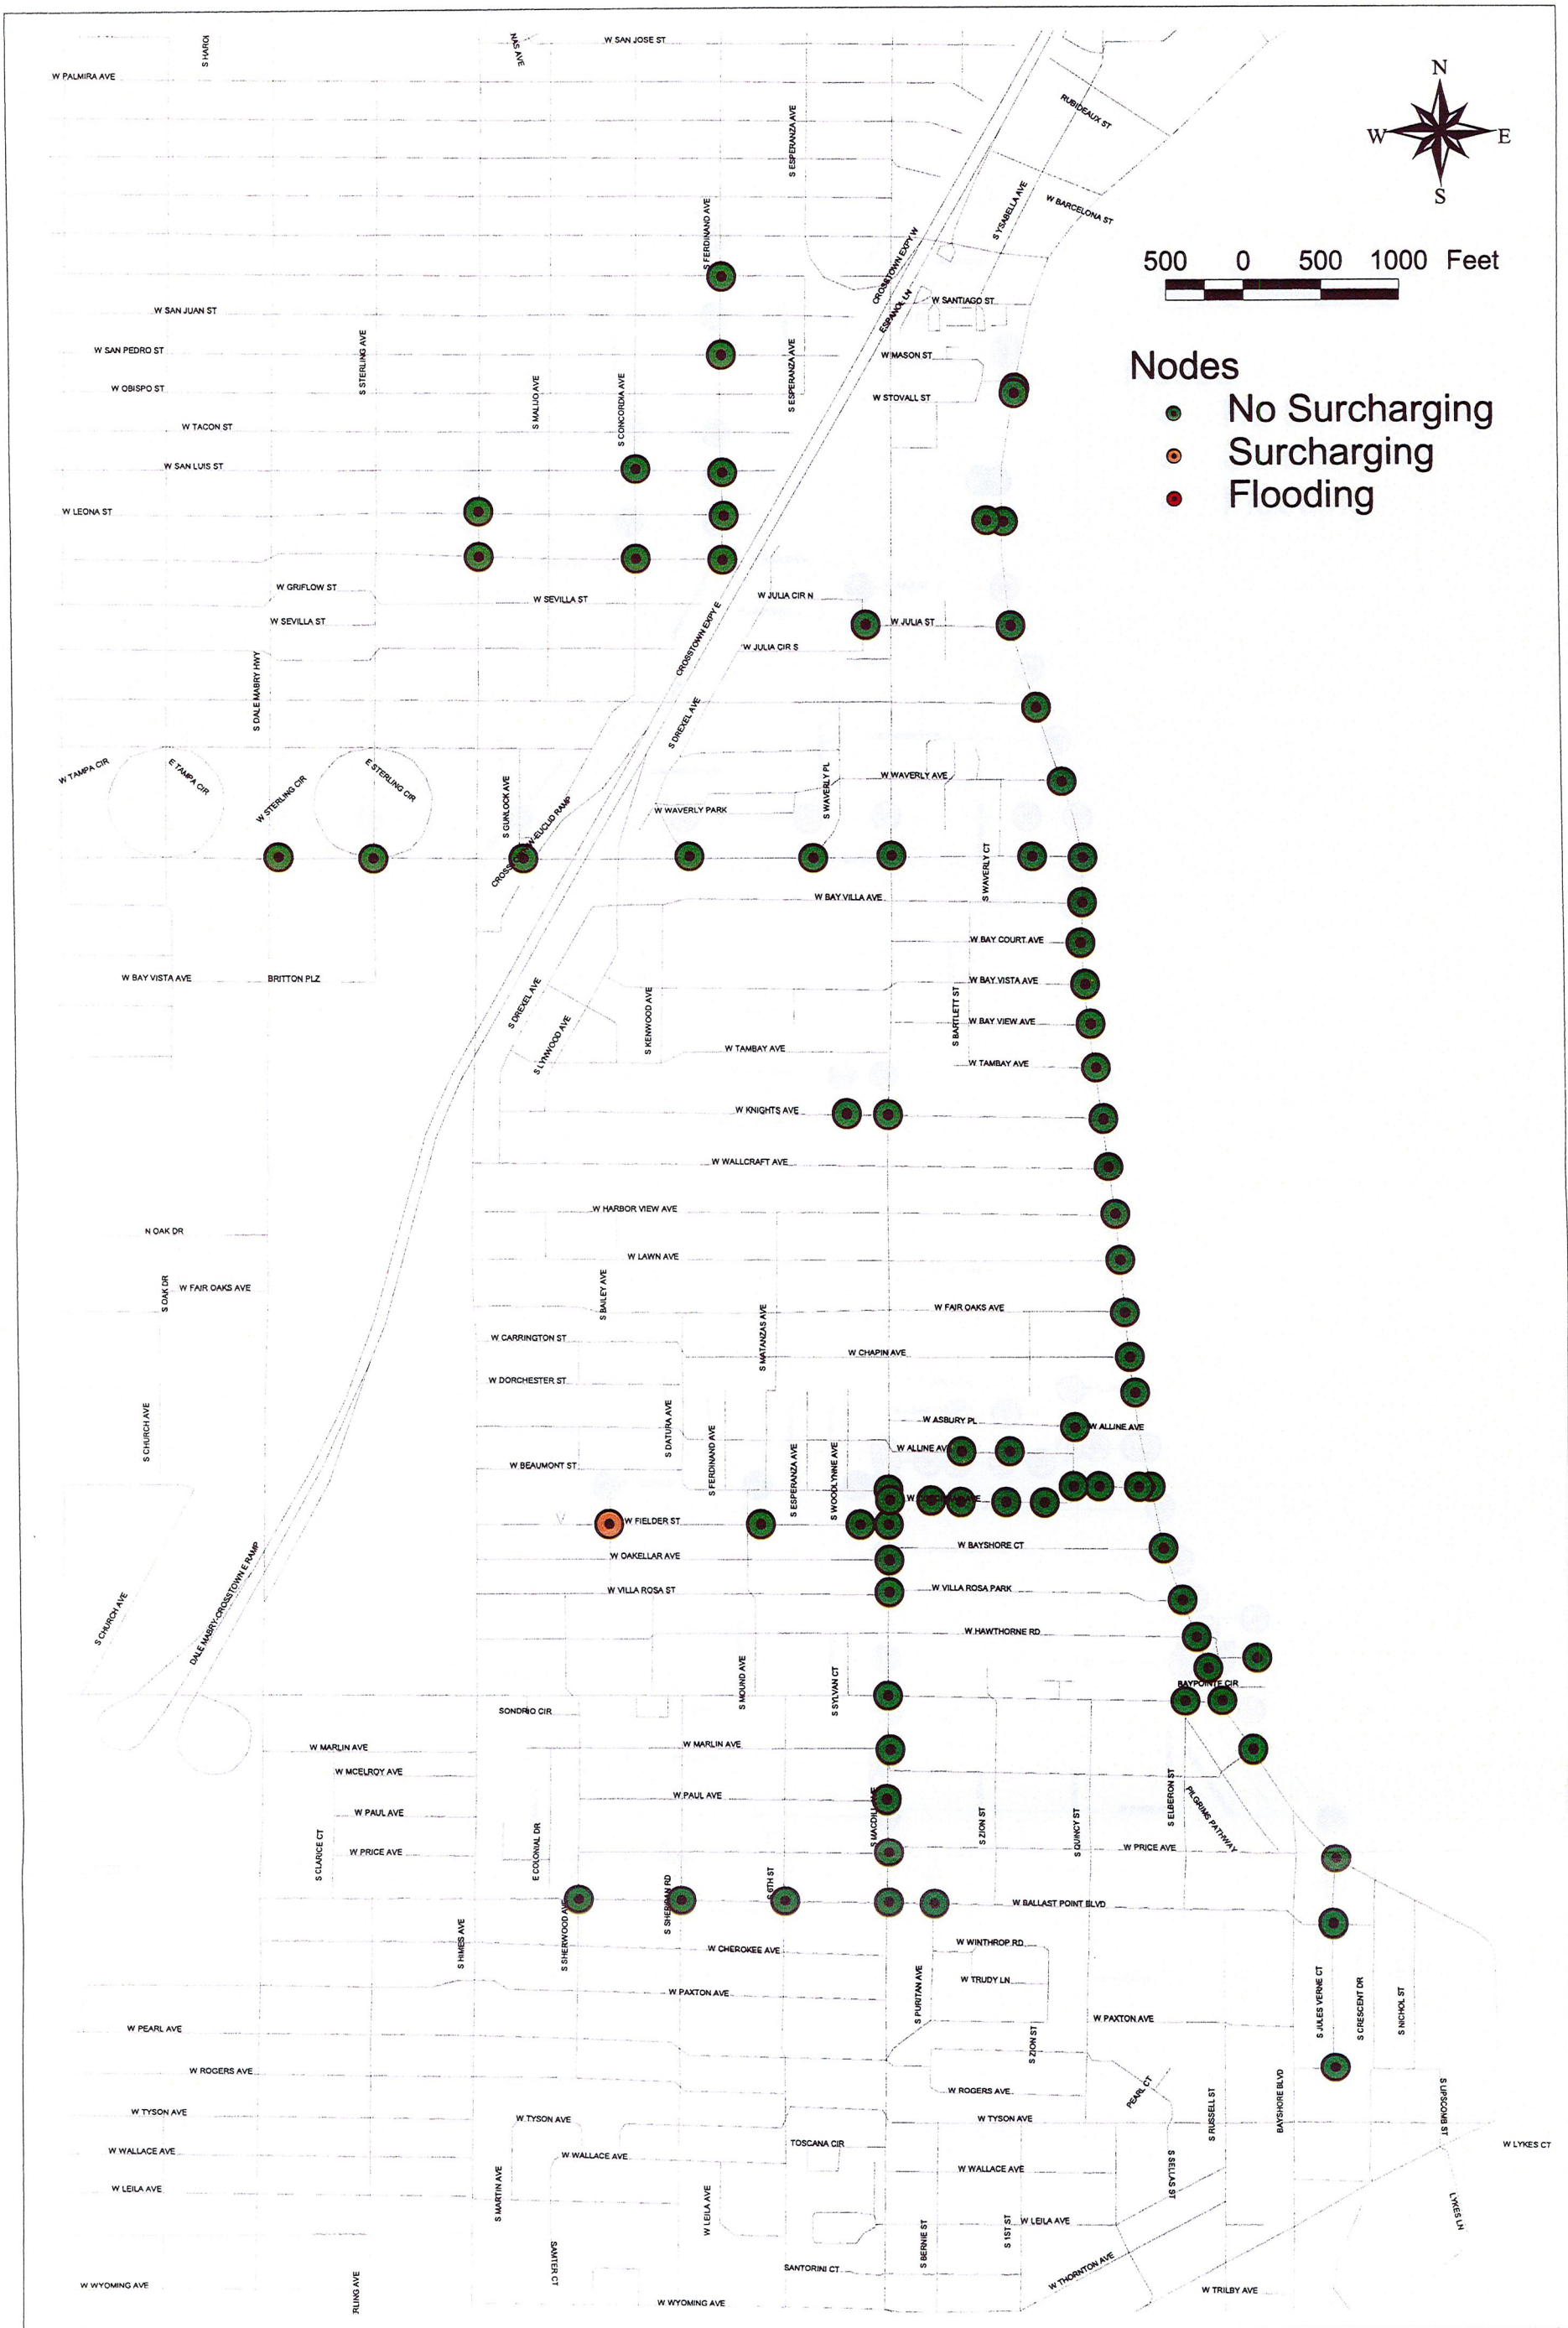 W SAN JOSE ST
NAS AVE
S HARO
W PALMIRA AVE
N
W
E
S
RUBIDEAUX ST
S ESPERANZA AVE
S YSABELLA AVE
W BARCELONA ST
S FERDINAND AVE
CROSSTOWN EXPY W
500 0 500 1000 Feet
ESPANOL LN
W SANTIAGO ST
W SAN JUAN ST
W SAN PEDRO ST
S STERLING AVE
S ESPERANZA AVE
W MASON ST
Nodes
W OBISPO ST
S MALIJO AVE
S CONCORDIA AVE
W STOVALL ST
No Surcharging
W TACON ST
Surcharging
W SAN LUIS ST
Flooding
W LEONA ST
W GRIFLOW ST
W SEVILLA ST
W JULIA CIR N
W SEVILLA ST
W JULIA ST
CROSSTOWN EXPY E
W JULIA CIR S
S DALE MABRY HWY
S DREXEL AVE
W TAMPA CIR
E TAMPA CIR
W STERLING CIR
E STERLING CIR
S GUNLOCK AVE
W WAVERLY AVE
S WAVERLY PL
W WAVERLY PARK
W-EUCLID RAMP
S WAVERLY CT
W BAY VILLA AVE
W BAY COURT AVE
W BAY VISTA AVE
BRITTON PLZ
W BAY VISTA AVE
S DREXEL AVE
S LYNWOOD AVE
S KENWOOD AVE
S BARTLETT ST
W BAY VIEW AVE
W TAMBAY AVE
W TAMBAY AVE
W KNIGHTS AVE
W WALLCRAFT AVE
W HARBOR VIEW AVE
N OAK DR
W LAWN AVE
S OAK DR
W FAIR OAKS AVE
S BAILEY AVE
W FAIR OAKS AVE
S MATANZAS AVE
W CARRINGTON ST
W CHAPIN AVE
W DORCHESTER ST
S CHURCH AVE
S DATURA AVE
W ASBURY PL
W ALLINE AVE
S FERDINAND AVE
S ESPERANZA AVE
S WOODLYNNE AVE
W ALLINE AV
W BEAUMONT ST
W FIELDER ST
W BAYSHORE CT
W OAKELLAR AVE
DALE MABRY-CROSSTOWN E RAMP
W VILLA ROSA ST
W VILLA ROSA PARK
S CHURCH AVE
W HAWTHORNE RD
S MOUND AVE
S SYLVAN CT
BAYPOINTE CIR
SONDRIO CIR
W MARLIN AVE
W MARLIN AVE
W MCELROY AVE
W PAUL AVE
S ELBERON ST
PILGRIMS PATHWAY
W PAUL AVE
S MACDILL AVE
S ZION ST
S QUINCY ST
S CLARICE CT
W PRICE AVE
E COLONIAL DR
W PRICE AVE
S 6TH ST
S SHERIDAN RD
S SHERWOOD AVE
W BALLAST POINT BLVD
S HIMES AVE
W CHEROKEE AVE
W WINTHROP RD
W TRUDY LN
W PAXTON AVE
S PURITAN AVE
S JULES VERNE CT
S CRESCENT DR
S NICHOL ST
W PAXTON AVE
W PEARL AVE
S ZION ST
W ROGERS AVE
W ROGERS AVE
PEARL CT
S RUSSELL ST
BAYSHORE BLVD
S LIPSCOMB ST
W TYSON AVE
W TYSON AVE
W TYSON AVE
W WALLACE AVE
W WALLACE AVE
TOSCANA CIR
W LYKES CT
W WALLACE AVE
S SELLAS ST
W LEILA AVE
S MARTIN AVE
W LEILA AVE
LYKES LN
W LEILA AVE
S BERNIE ST
S 1ST ST
SAMTER CT
SANTORINI CT
W THORNTON AVE
W WYOMING AVE
RLING AVE
W TRILBY AVE
W WYOMING AVE